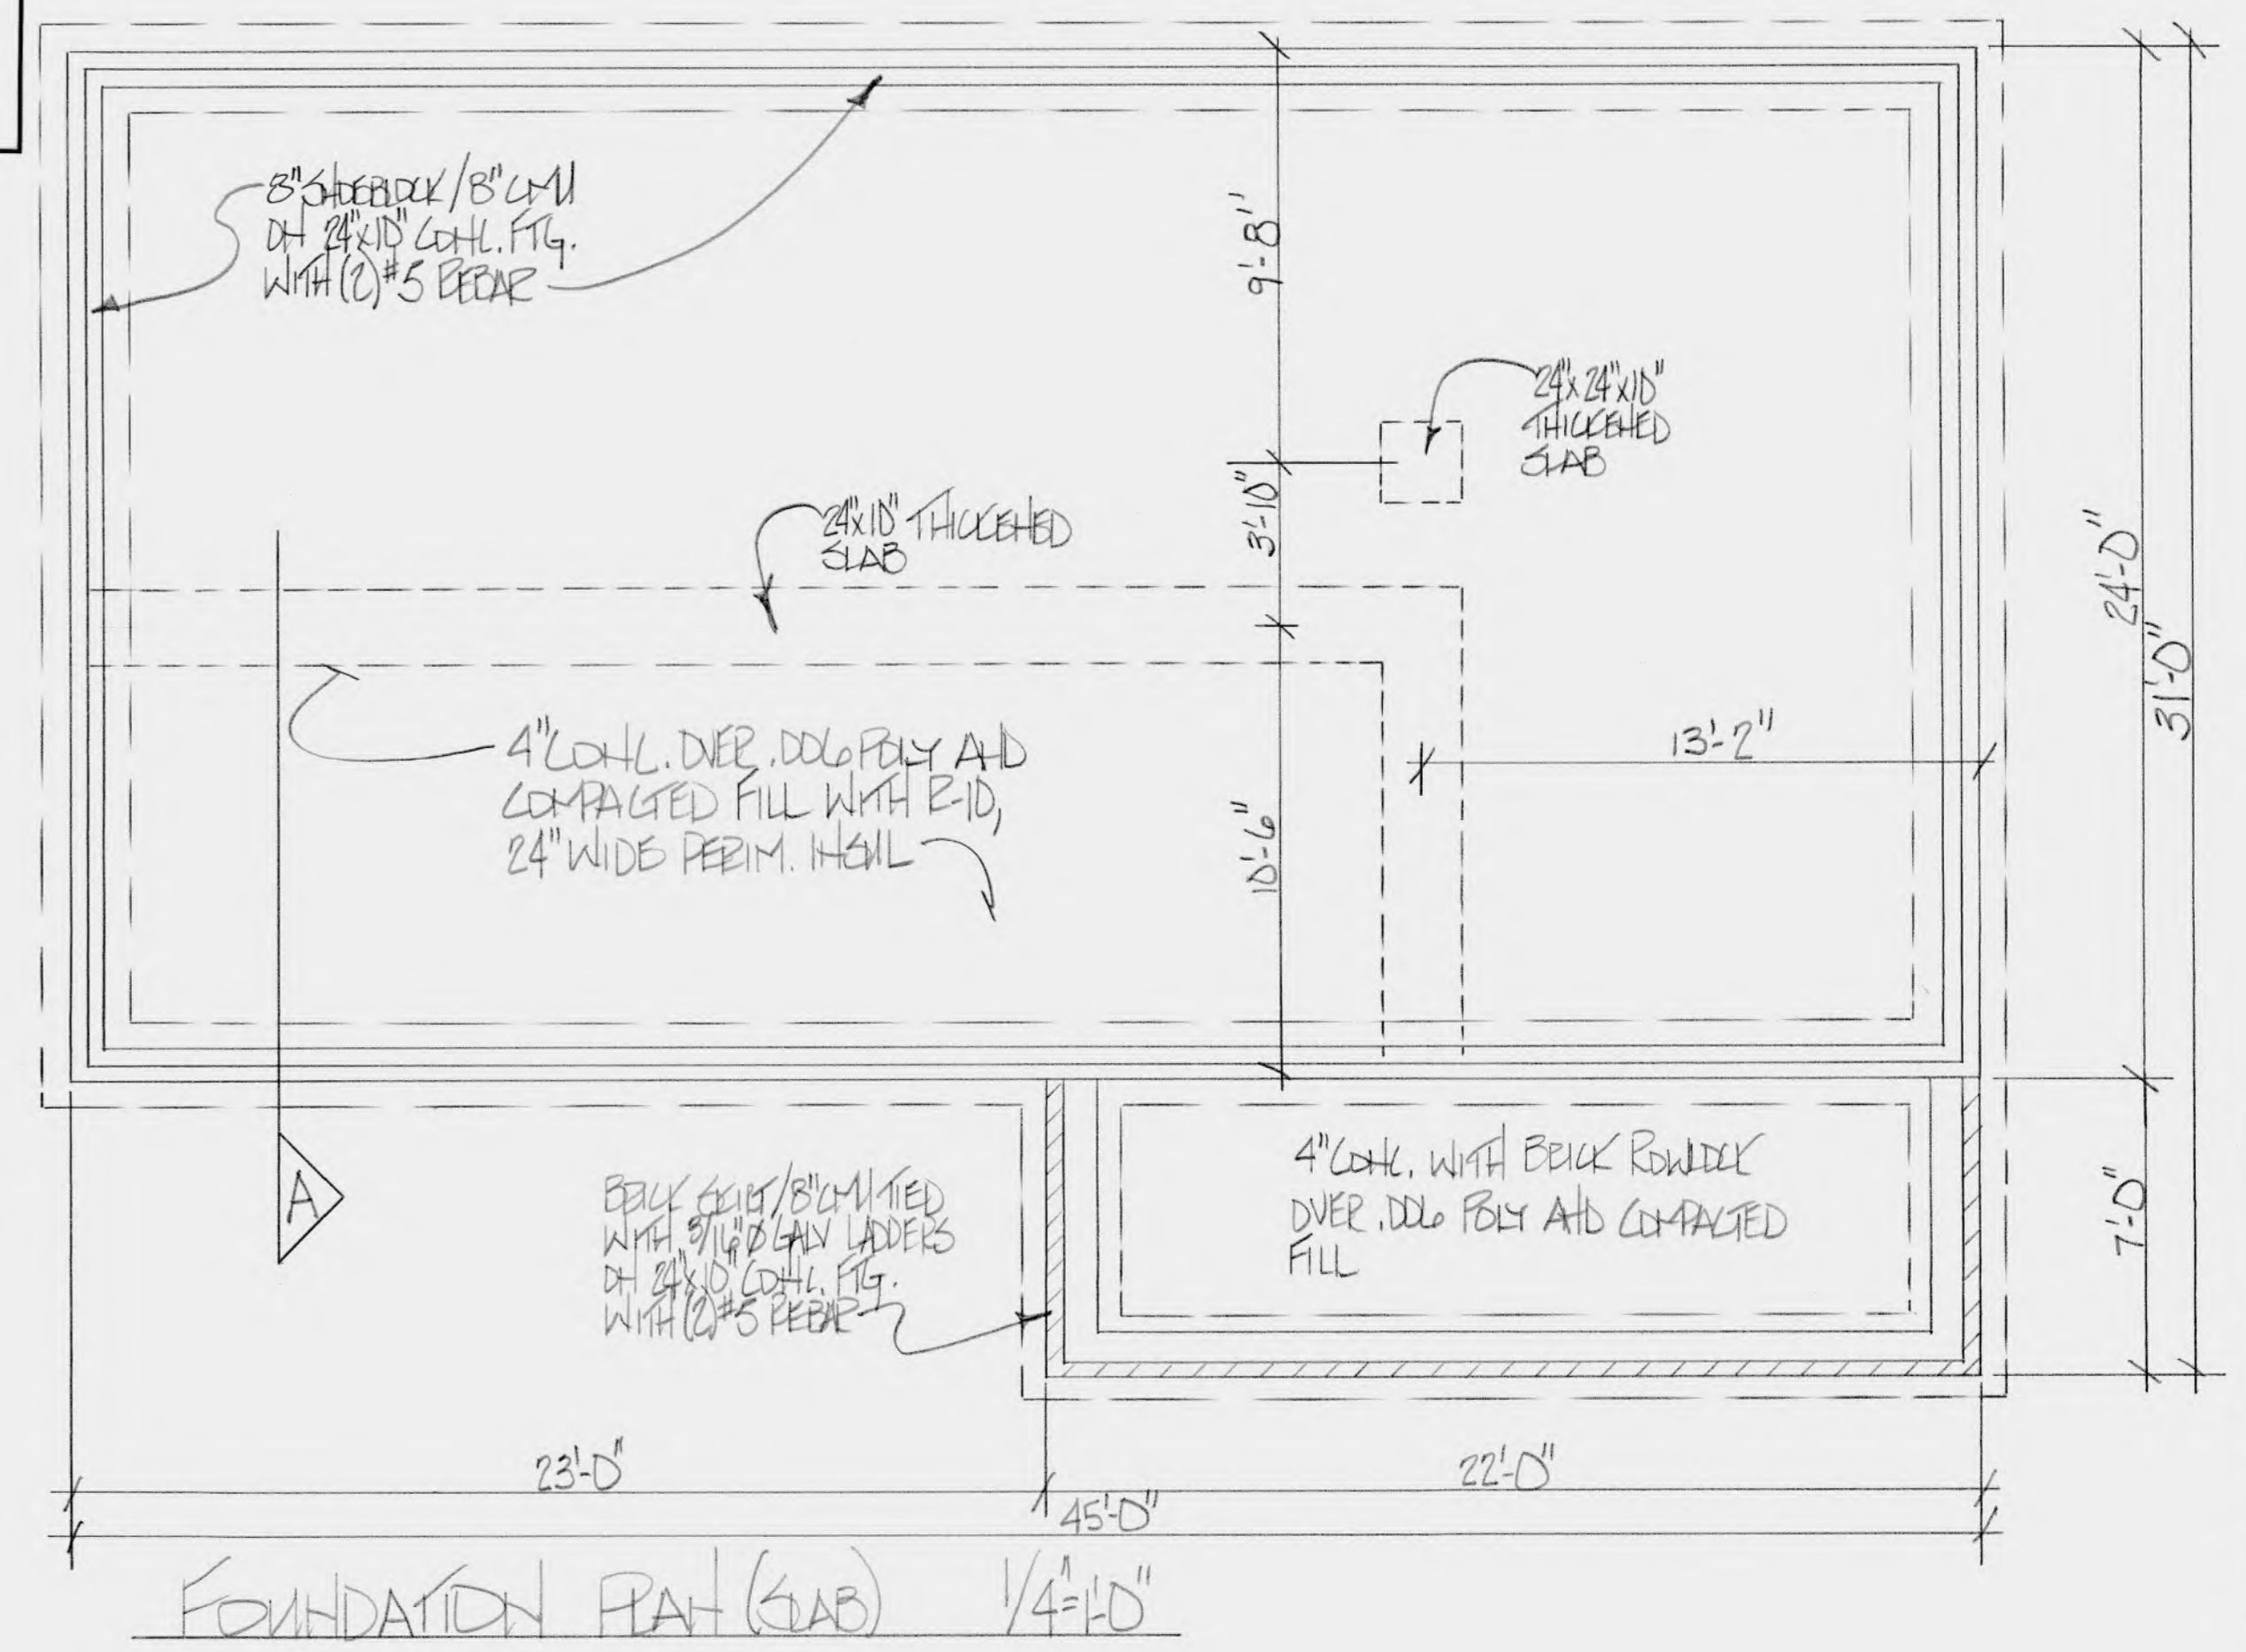 8" SHOEBLOCK/8" CMU
ON 24"x10" CONC. FTG.
WITH (2) #5 REBAR
9'-8"
24"x24"x10"
THICKENED
SLAB
3'-10"
24"x10" THICKENED
SLAB
24'-0"
31'-0"
13'-2"
4" CONC. OVER .006 POLY AND
COMPACTED FILL WITH R-10,
24" WIDE PERIM. INSUL
10'-6"
A
BRICK SKIRT/8" CMU TIED
WITH 3/16"Ø GALV LADDERS
ON 24"x10" CONC. FTG.
WITH (2) #5 REBAR
4" CONC. WITH BRICK ROWLOCK
OVER .006 POLY AND COMPACTED
FILL
7'-0"
23'-0"
22'-0"
45'-0"
FOUNDATION PLAN (SLAB) 1/4"=1'-0"